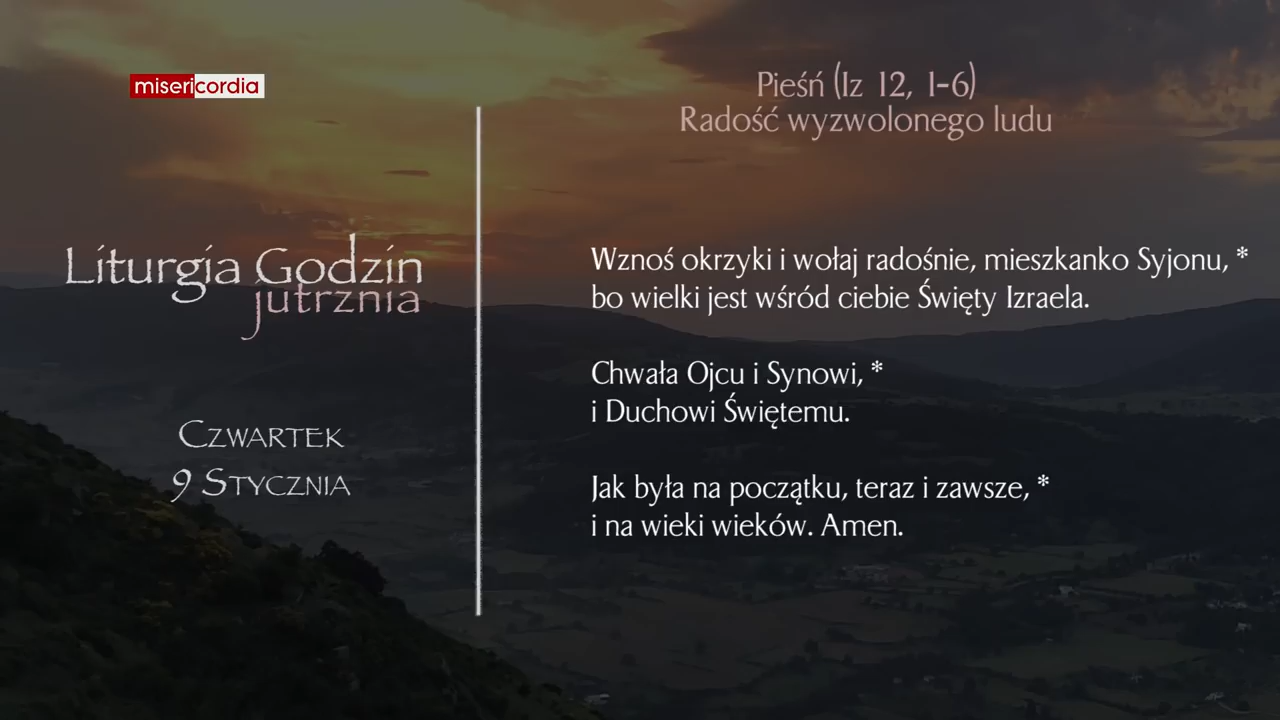 misericordia
Liturgia Godzin
jutrznia
Czwartek
9 Stycznia
Pieśń (Iz 12, 1-6)
Radość wyzwolonego ludu
Wznoś okrzyki i wołaj radośnie, mieszkanko Syjonu, *
bo wielki jest wśród ciebie Święty Izraela.
Chwała Ojcu i Synowi, *
i Duchowi Świętemu.
Jak była na początku, teraz i zawsze, *
i na wieki wieków. Amen.